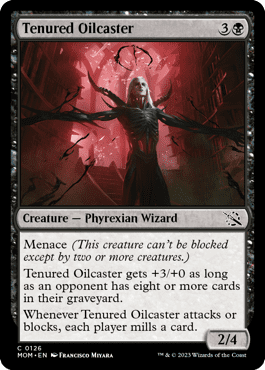 Tenured Oilcaster 3
Creature — Phyrexian Wizard
Menace (This creature can't be blocked
except by two or more creatures.)
Tenured Oilcaster gets +3/+0 as long
as an opponent has eight or more cards
in their graveyard.
Whenever Tenured Oilcaster attacks or
blocks, each player mills a card.
2/4
C 0126
MOM • EN Francisco Miyara
™ & © 2023 Wizards of the Coast